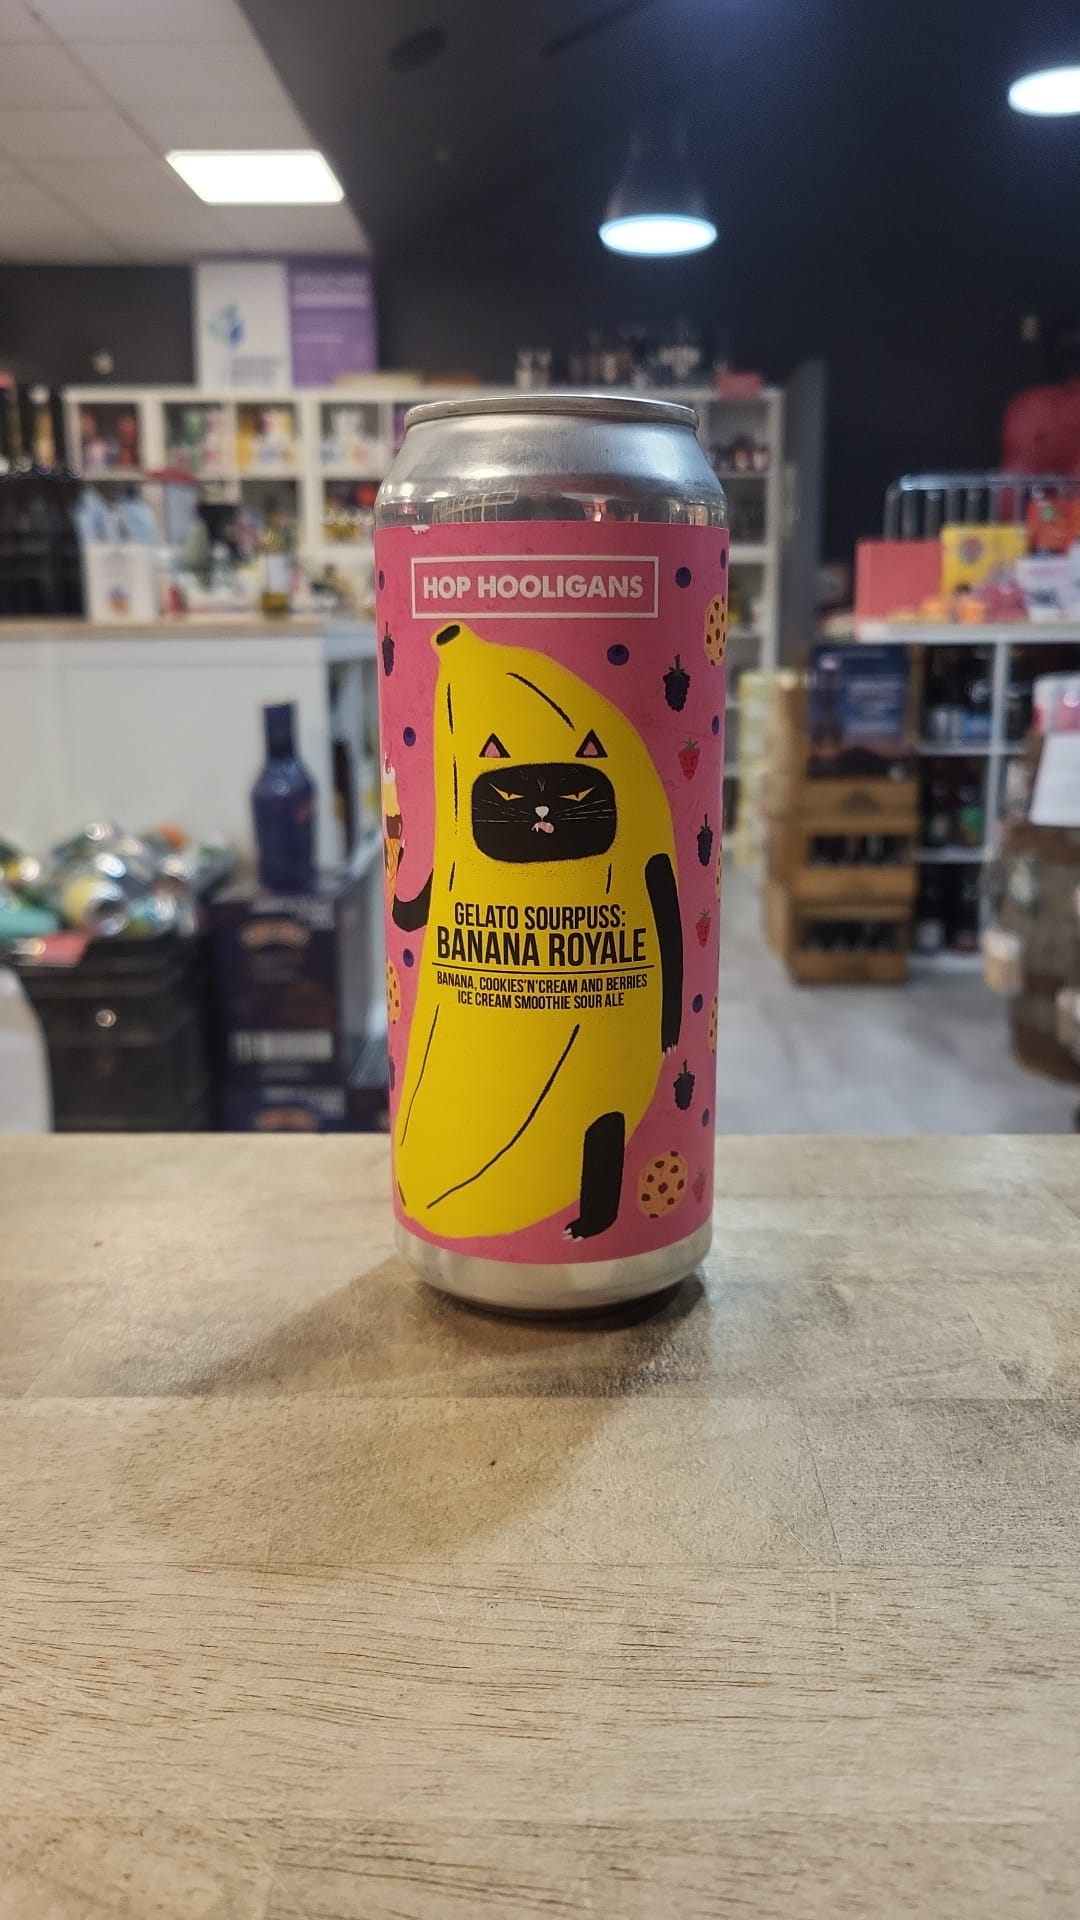 HOP HOOLIGANS
GELATO SOURPUSS:
BANANA ROYALE
BANANA, COOKIES'N'CREAM AND BERRIES
ICE CREAM SMOOTHIE SOUR ALE